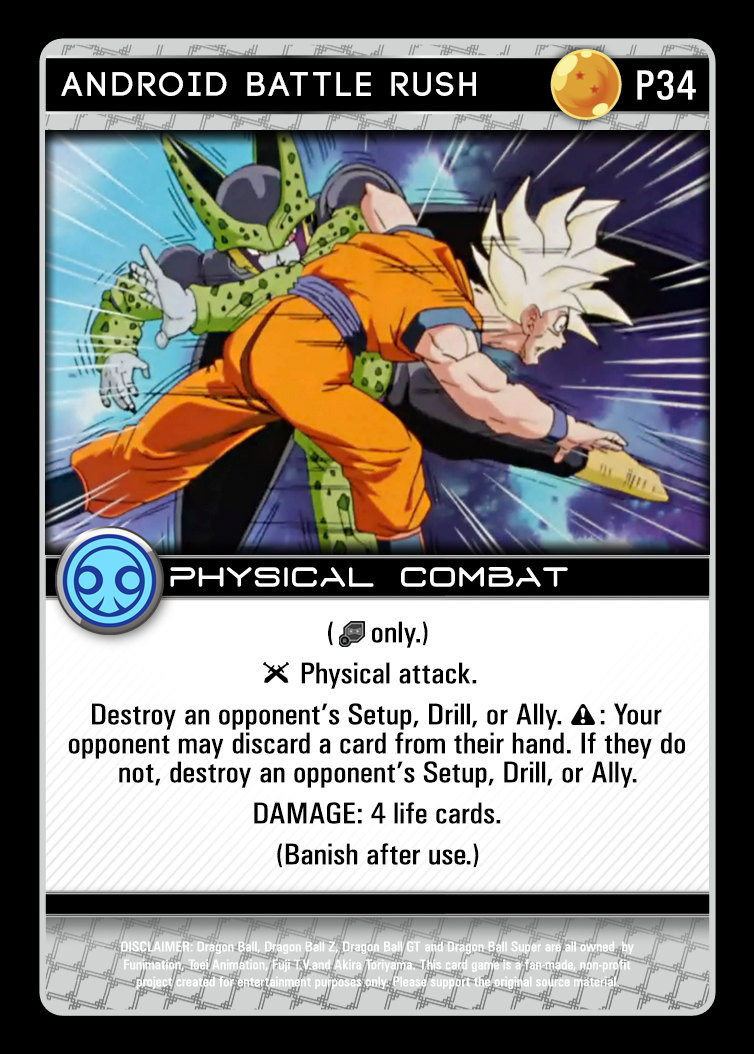 ANDROID BATTLE RUSH P34
PHYSICAL COMBAT
( only.)
Physical attack.
Destroy an opponent's Setup, Drill, or Ally. : Your
opponent may discard a card from their hand. If they do
not, destroy an opponent's Setup, Drill, or Ally.
DAMAGE: 4 life cards.
(Banish after use.)
DISCLAIMER: Dragon Ball, Dragon Ball Z, Dragon Ball GT and Dragon Ball Super are all owned by
Funimation, Toei Animation, Fuji T.V.and Akira Toriyama. This card game is a fan-made, non-profit
project created for entertainment purposes only. Please support the original source material.